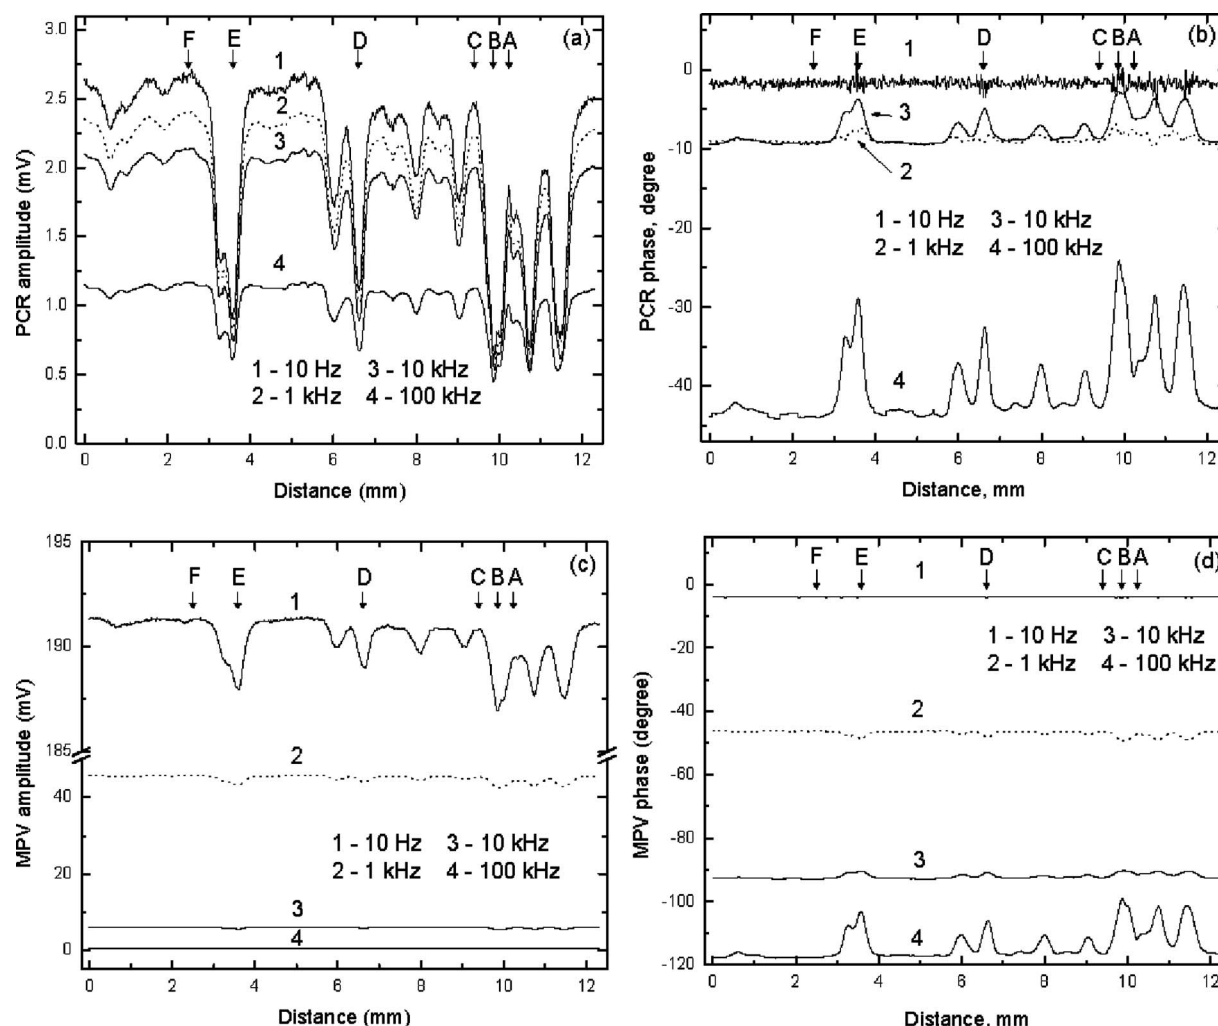 (a)
F E D C B A
1
2
3
4
1 - 10 Hz 3 - 10 kHz
2 - 1 kHz 4 - 100 kHz
3.0
2.5
2.0
1.5
1.0
0.5
0.0
PCR amplitude (mV)
0 2 4 6 8 10 12
Distance (mm)
(b)
F E D C B A
1
3
2
1 - 10 Hz 3 - 10 kHz
2 - 1 kHz 4 - 100 kHz
4
0
-10
-20
-30
-40
PCR phase, degree
0 2 4 6 8 10 12
Distance, mm
(c)
F E D C B A
1
2
1 - 10 Hz 3 - 10 kHz
2 - 1 kHz 4 - 100 kHz
3
4
195
190
185
40
20
0
MPV amplitude (mV)
0 2 4 6 8 10 12
Distance (mm)
(d)
F E D C B A
1
1 - 10 Hz 3 - 10 kHz
2 - 1 kHz 4 - 100 kHz
2
3
4
0
-20
-40
-60
-80
-100
-120
MPV phase (degree)
0 2 4 6 8 10 12
Distance, mm